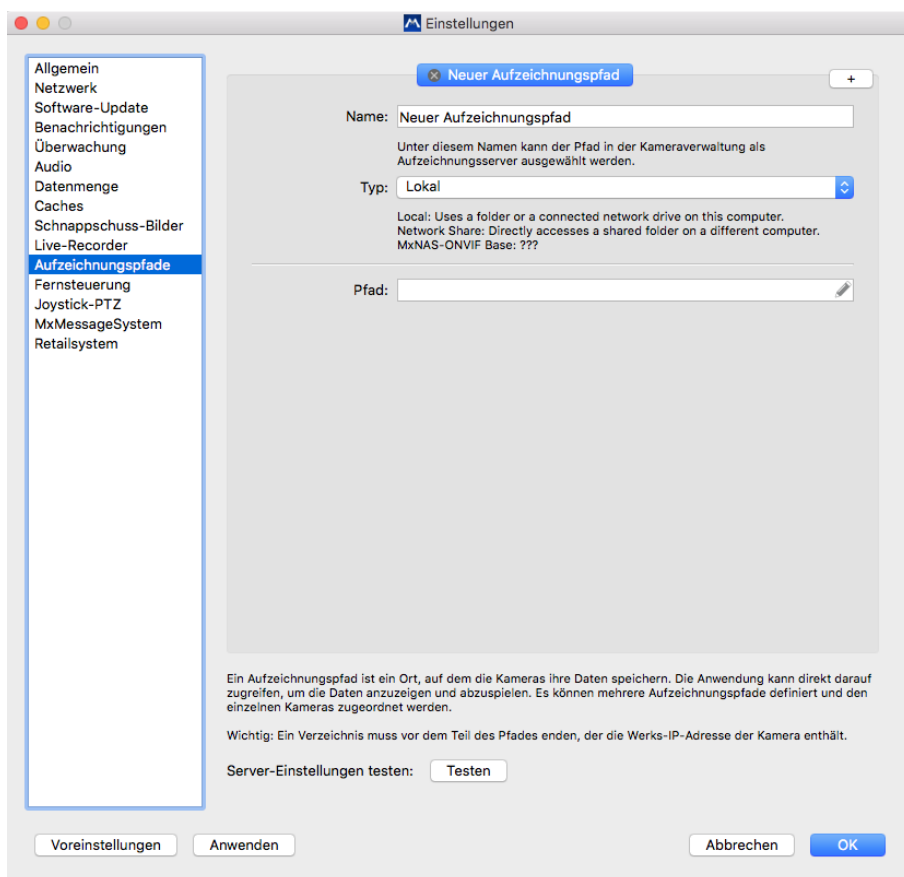 Einstellungen
Allgemein
Netzwerk
Software-Update
Benachrichtigungen
Überwachung
Audio
Datenmenge
Caches
Schnappschuss-Bilder
Live-Recorder
Aufzeichnungspfade
Fernsteuerung
Joystick-PTZ
MxMessageSystem
Retailsystem
Neuer Aufzeichnungspfad
+
Name: Neuer Aufzeichnungspfad
Unter diesem Namen kann der Pfad in der Kameraverwaltung als
Aufzeichnungsserver ausgewählt werden.
Typ: Lokal
Local: Uses a folder or a connected network drive on this computer.
Network Share: Directly accesses a shared folder on a different computer.
MxNAS-ONVIF Base: ???
Pfad:
Ein Aufzeichnungspfad ist ein Ort, auf dem die Kameras ihre Daten speichern. Die Anwendung kann direkt darauf
zugreifen, um die Daten anzuzeigen und abzuspielen. Es können mehrere Aufzeichnungspfade definiert und den
einzelnen Kameras zugeordnet werden.
Wichtig: Ein Verzeichnis muss vor dem Teil des Pfades enden, der die Werks-IP-Adresse der Kamera enthält.
Server-Einstellungen testen: Testen
Voreinstellungen Anwenden Abbrechen OK